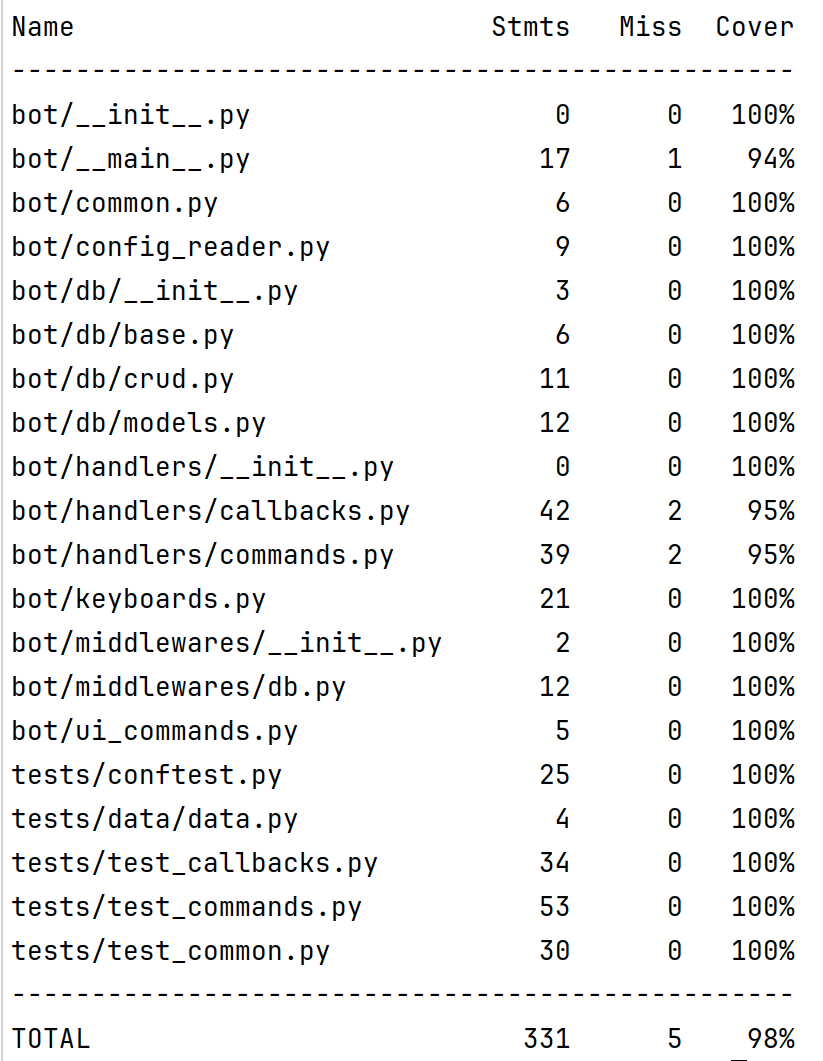 Name                              Stmts   Miss  Cover
-------------------------------------------------
bot/__init__.py                       0      0   100%
bot/__main__.py                      17      1    94%
bot/common.py                         6      0   100%
bot/config_reader.py                  9      0   100%
bot/db/__init__.py                    3      0   100%
bot/db/base.py                        6      0   100%
bot/db/crud.py                       11      0   100%
bot/db/models.py                     12      0   100%
bot/handlers/__init__.py              0      0   100%
bot/handlers/callbacks.py            42      2    95%
bot/handlers/commands.py             39      2    95%
bot/keyboards.py                     21      0   100%
bot/middlewares/__init__.py           2      0   100%
bot/middlewares/db.py                12      0   100%
bot/ui_commands.py                    5      0   100%
tests/conftest.py                    25      0   100%
tests/data/data.py                    4      0   100%
tests/test_callbacks.py              34      0   100%
tests/test_commands.py               53      0   100%
tests/test_common.py                 30      0   100%
-------------------------------------------------
TOTAL                               331      5    98%